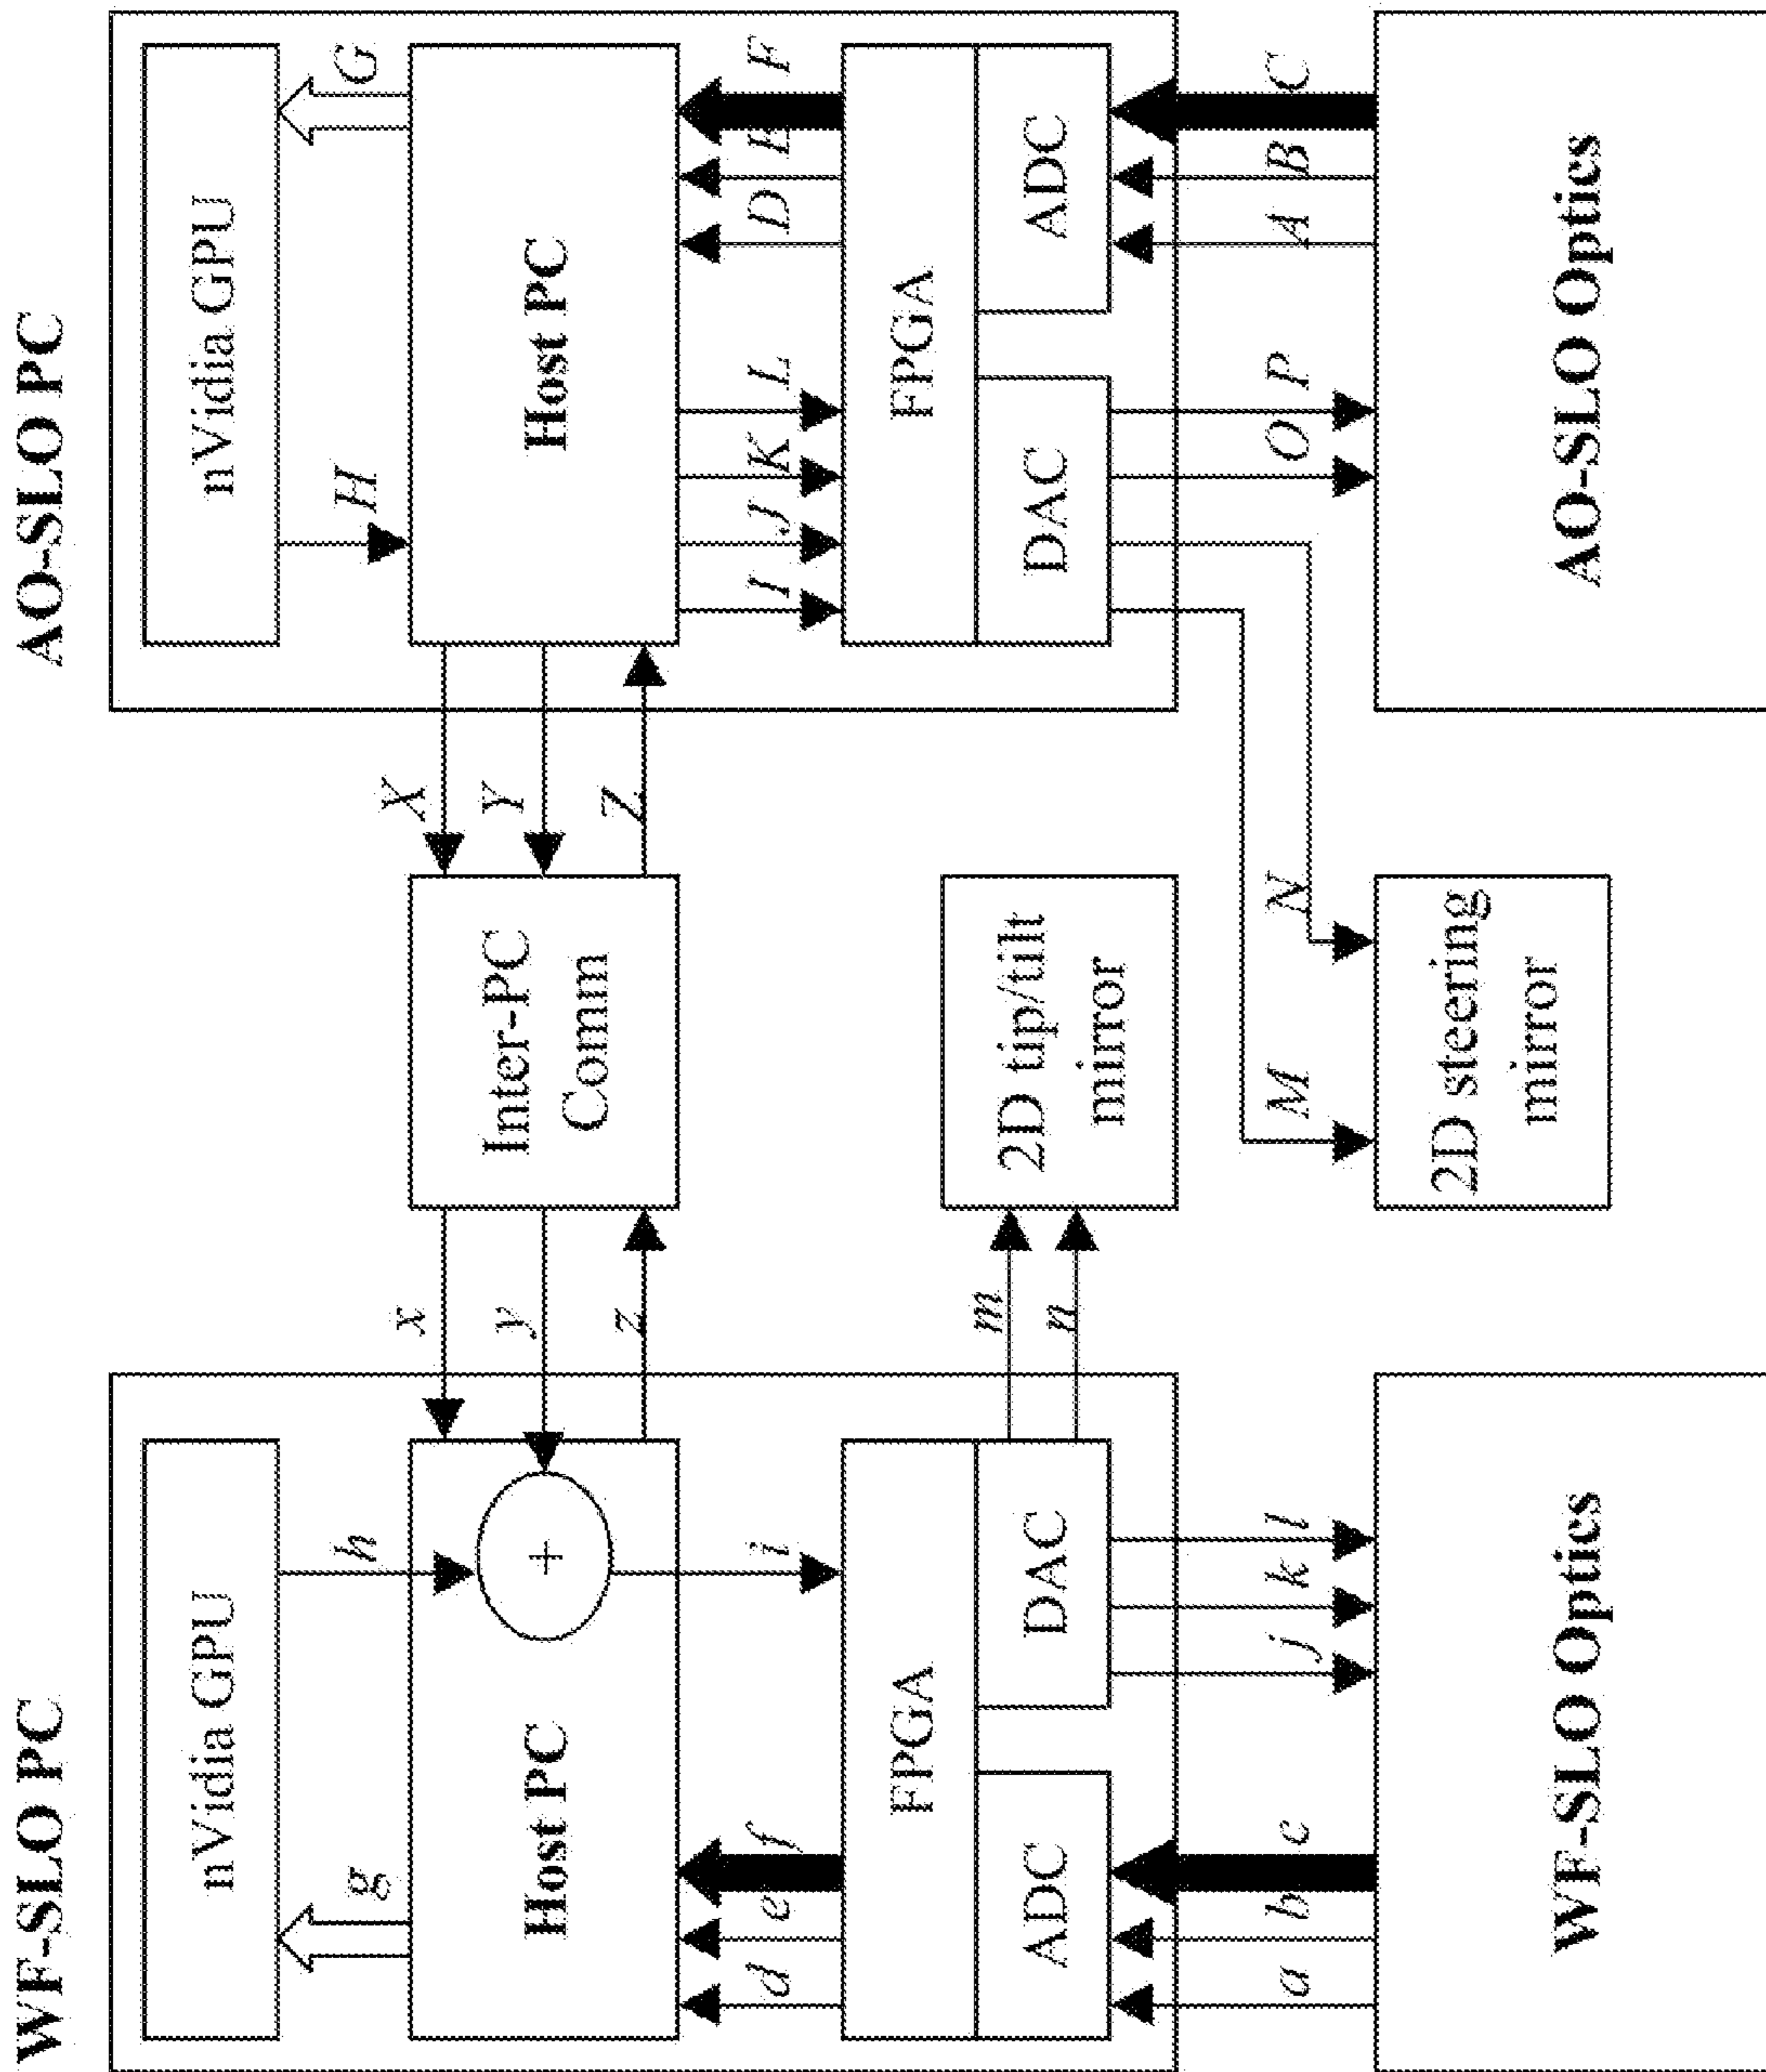 WF-SLO PC
AO-SLO PC
nVidia GPU
nVidia GPU
g
h
x
X
H
G
Host PC
+
y
Inter-PC
Comm
Y
Host PC
z
Z
d
e
f
i
I
J
K
L
D
E
F
FPGA
FPGA
ADC
DAC
m
n
2D tip/tilt
mirror
DAC
ADC
a
b
c
j
k
l
M
N
O
P
A
B
C
WF-SLO Optics
2D steering
mirror
AO-SLO Optics